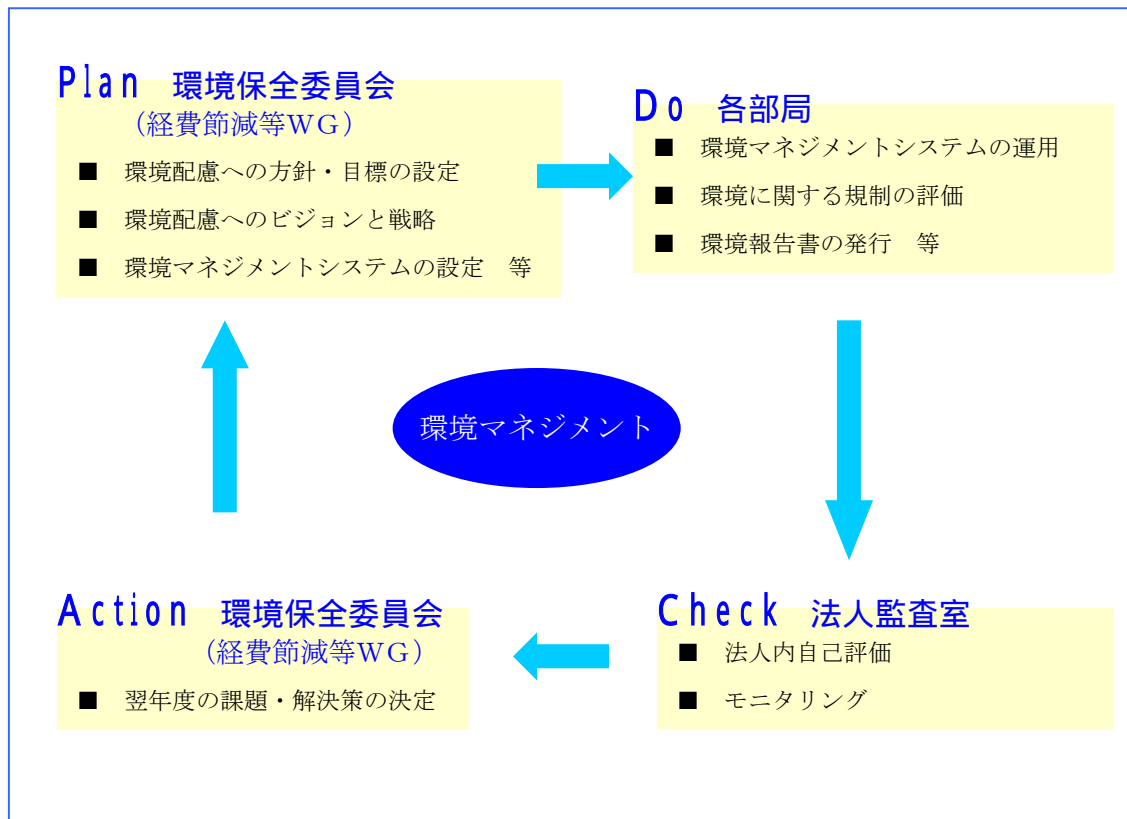 Plan 環境保全委員会
（経費節減等ＷＧ）
■ 環境配慮への方針・目標の設定
■ 環境配慮へのビジョンと戦略
■ 環境マネジメントシステムの設定　等
Do 各部局
■ 環境マネジメントシステムの運用
■ 環境に関する規制の評価
■ 環境報告書の発行　等
環境マネジメント
Action 環境保全委員会
（経費節減等ＷＧ）
■ 翌年度の課題・解決策の決定
Check 法人監査室
■ 法人内自己評価
■ モニタリング